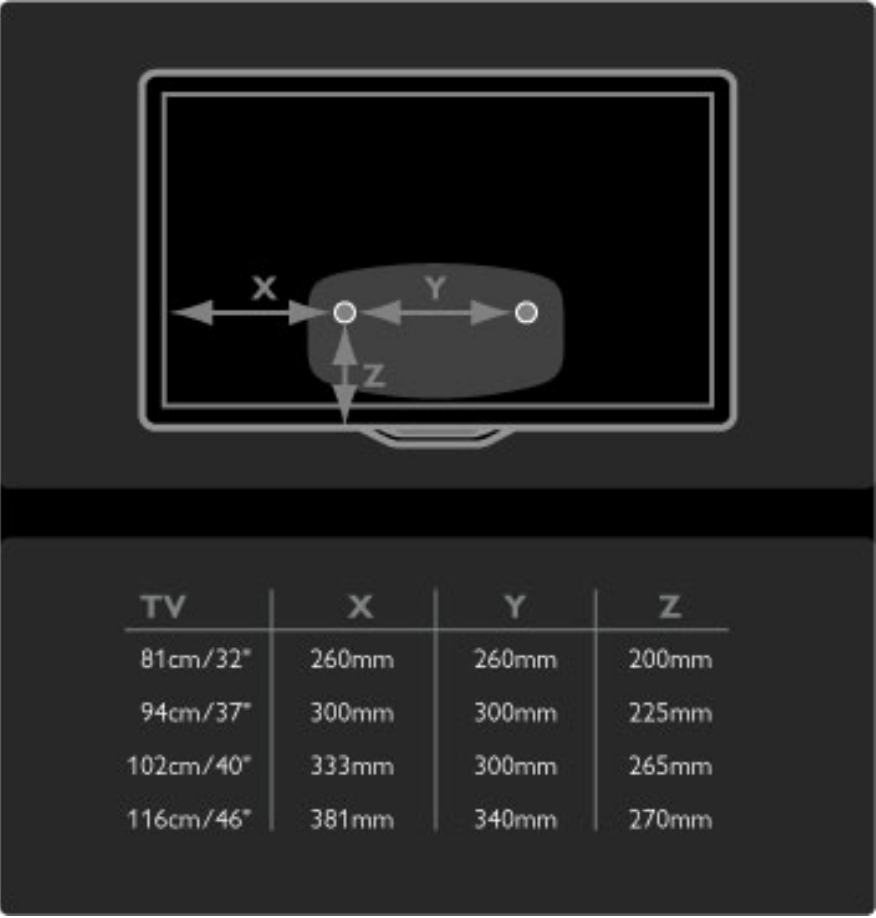 X Y
Z
TV X Y Z
81cm/32" 260mm 260mm 200mm
94cm/37" 300mm 300mm 225mm
102cm/40" 333mm 300mm 265mm
116cm/46" 381mm 340mm 270mm